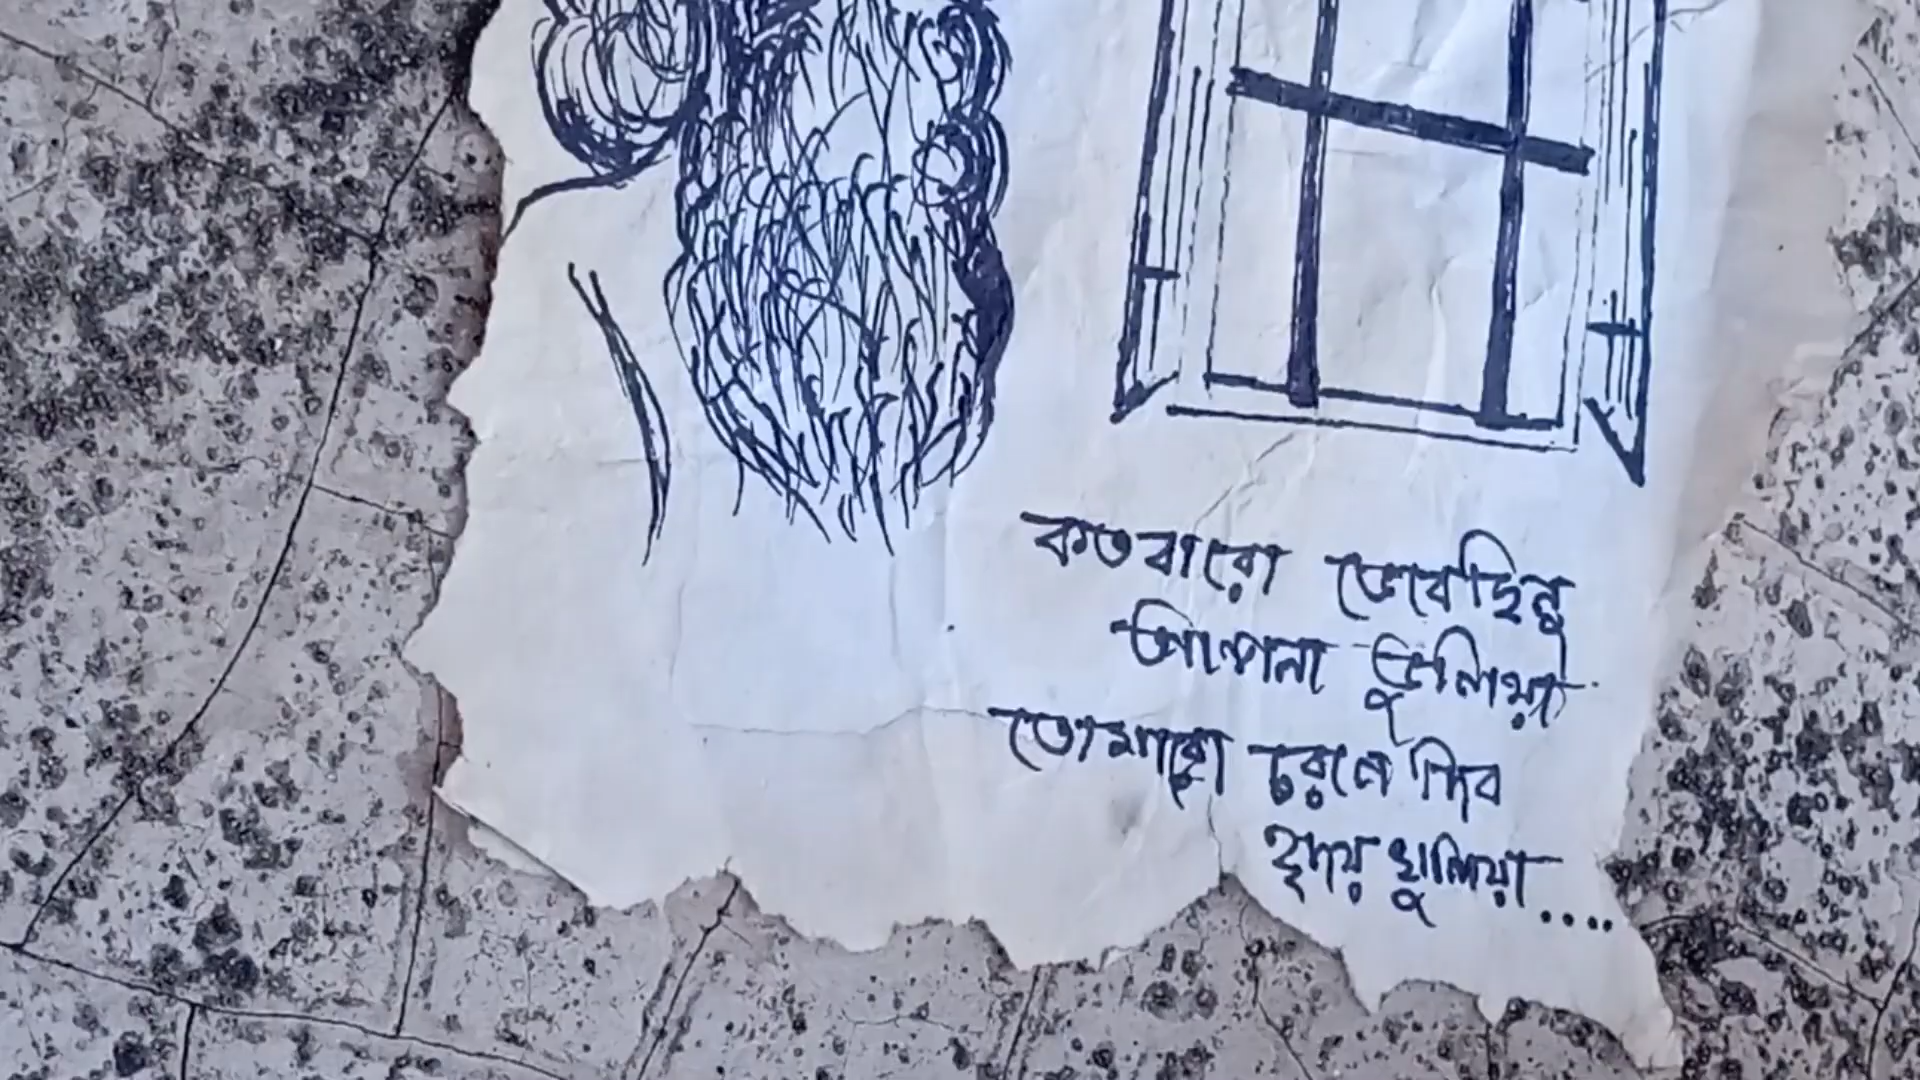 কতবারো ভেবেছিনু
আপনা ভুলিয়া
তোমারো চরণে দিব
হৃদয় খুলিয়া....